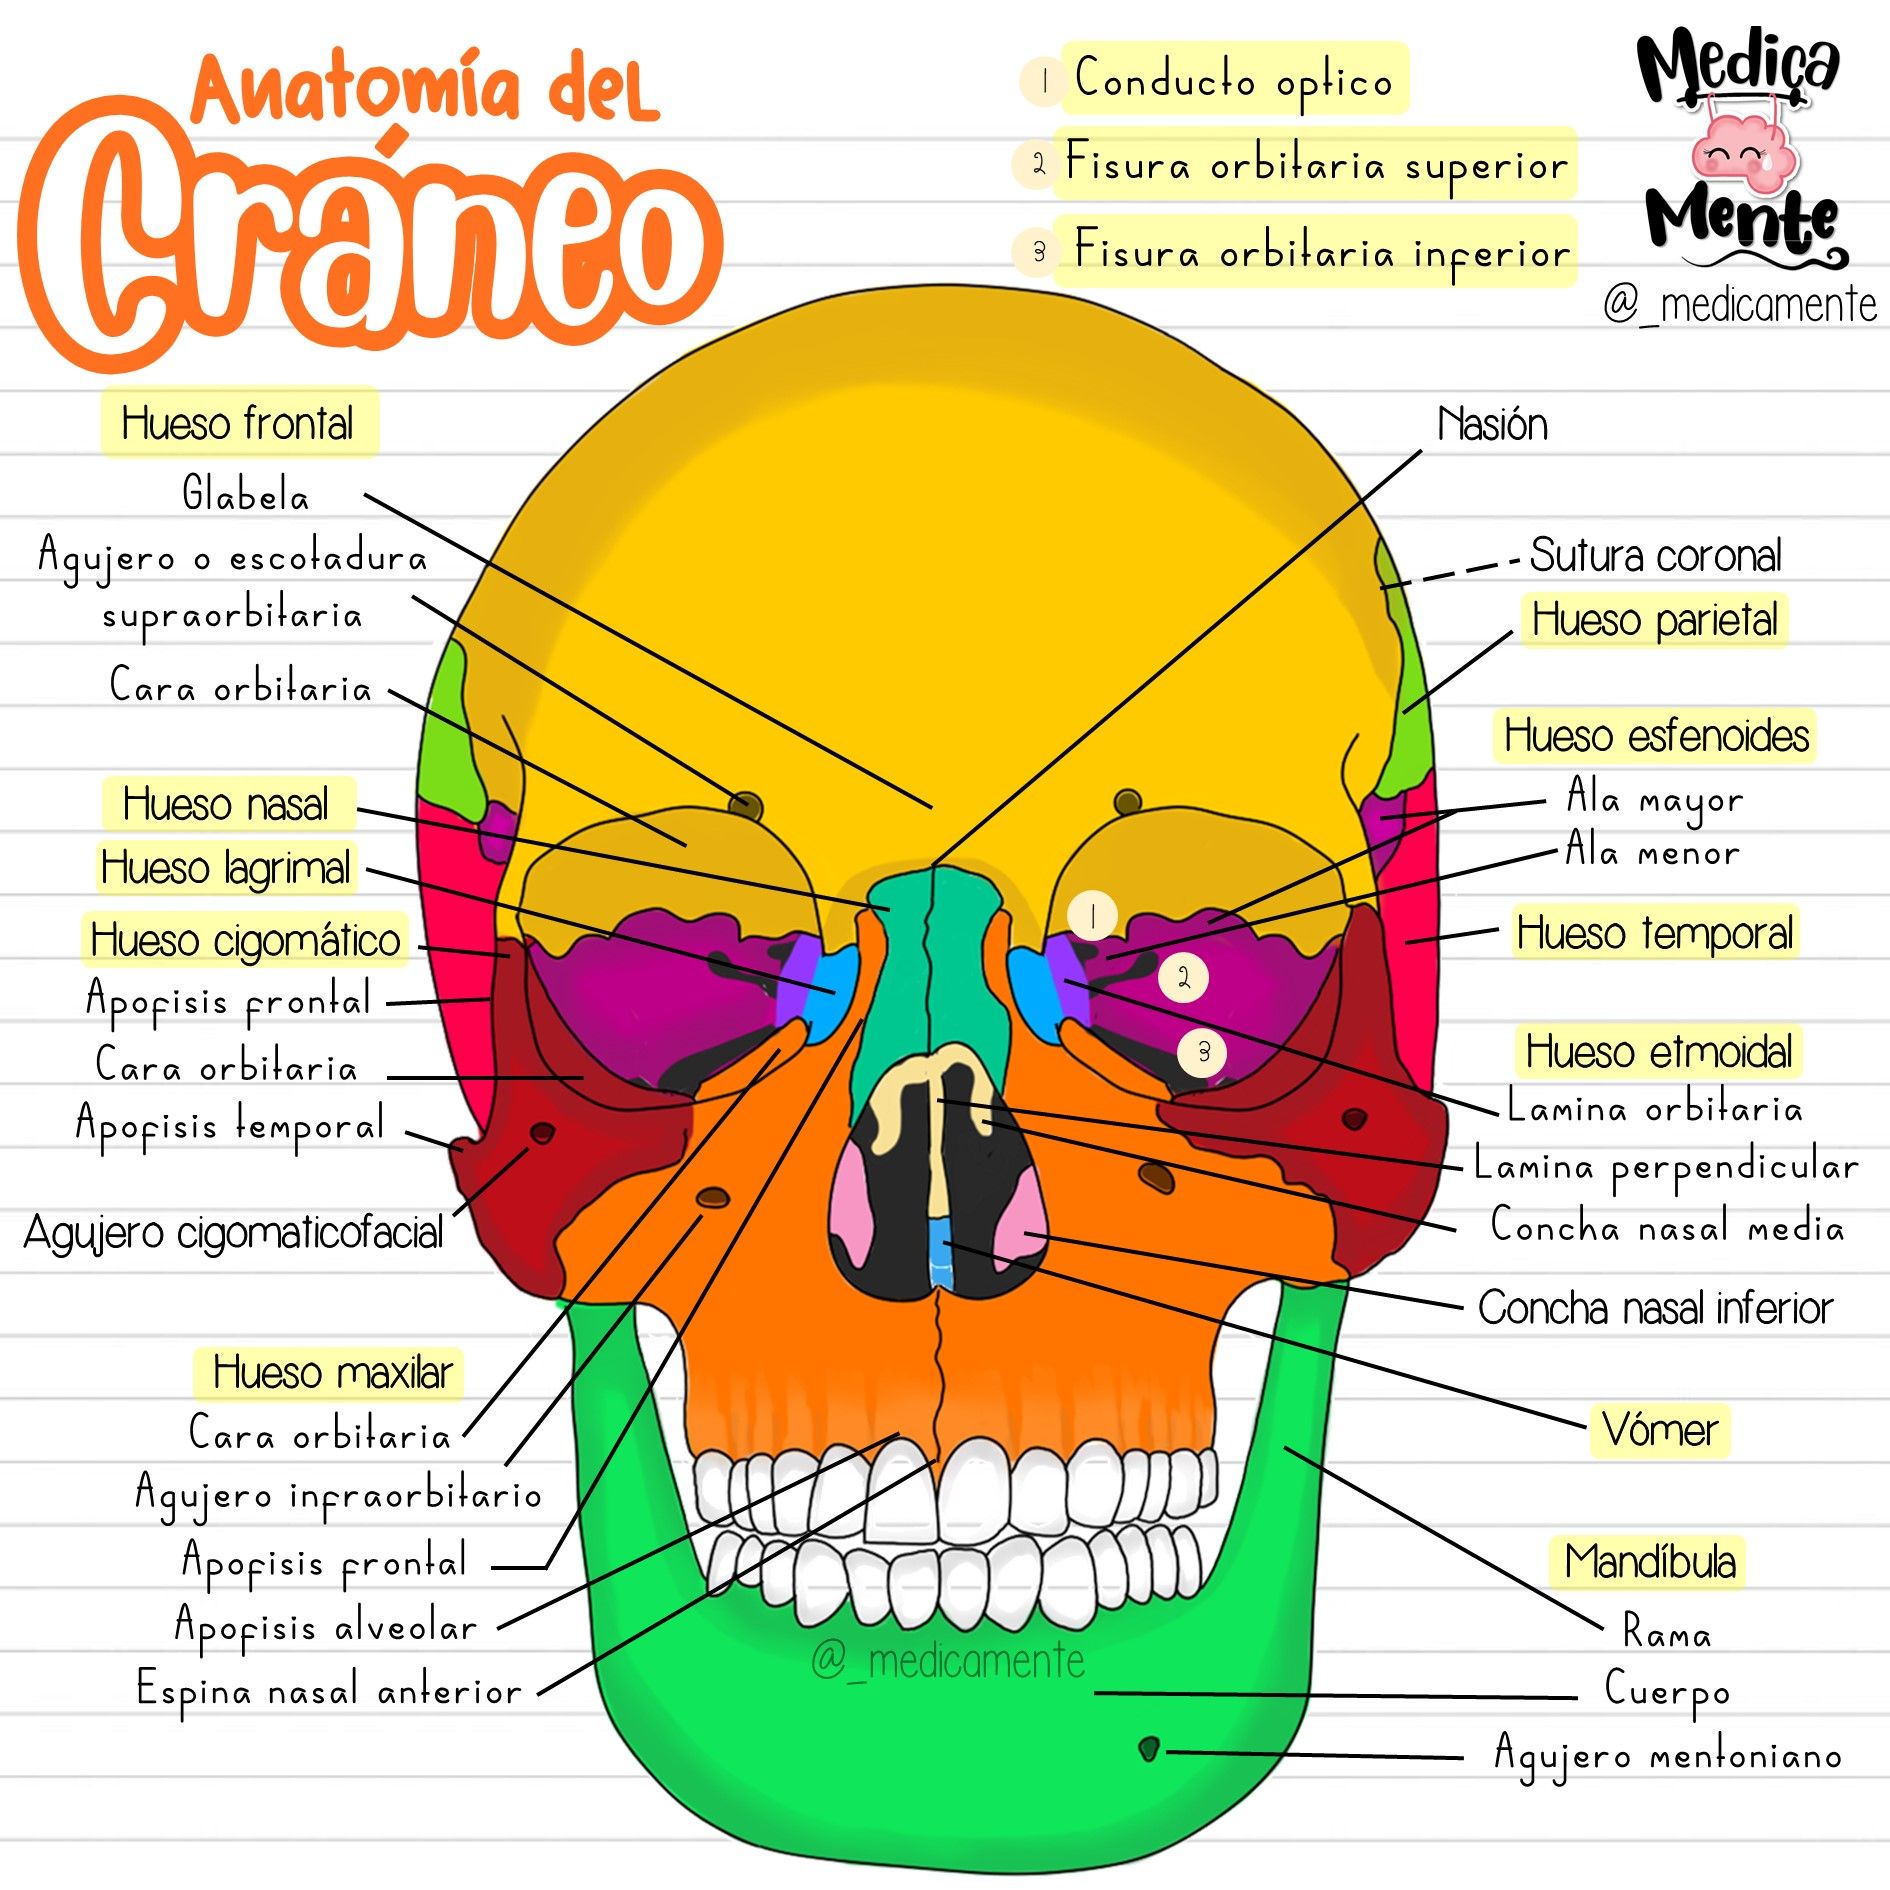 Anatomía del
Cráneo
1 Conducto optico
2 Fisura orbitaria superior
3 Fisura orbitaria inferior
Medica
Mente
@_medicamente
Hueso frontal
Glabela
Agujero o escotadura
supraorbitaria
Cara orbitaria
Hueso nasal
Hueso lagrimal
Hueso cigomático
Apofisis frontal
Cara orbitaria
Apofisis temporal
Agujero cigomaticofacial
Hueso maxilar
Cara orbitaria
Agujero infraorbitario
Apofisis frontal
Apofisis alveolar
Espina nasal anterior
Nasión
Sutura coronal
Hueso parietal
Hueso esfenoides
Ala mayor
Ala menor
Hueso temporal
Hueso etmoidal
Lamina orbitaria
Lamina perpendicular
Concha nasal media
Concha nasal inferior
Vómer
Mandíbula
Rama
Cuerpo
Agujero mentoniano
1
2
3
@_medicamente